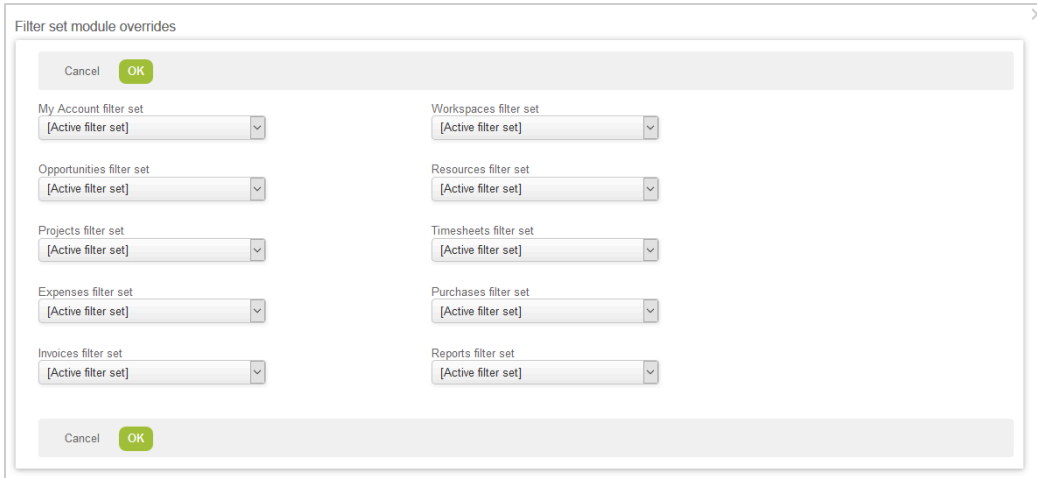 Filter set module overrides
Cancel OK
My Account filter set Workspaces filter set
[Active filter set] [Active filter set]
Opportunities filter set Resources filter set
[Active filter set] [Active filter set]
Projects filter set Timesheets filter set
[Active filter set] [Active filter set]
Expenses filter set Purchases filter set
[Active filter set] [Active filter set]
Invoices filter set Reports filter set
[Active filter set] [Active filter set]
Cancel OK